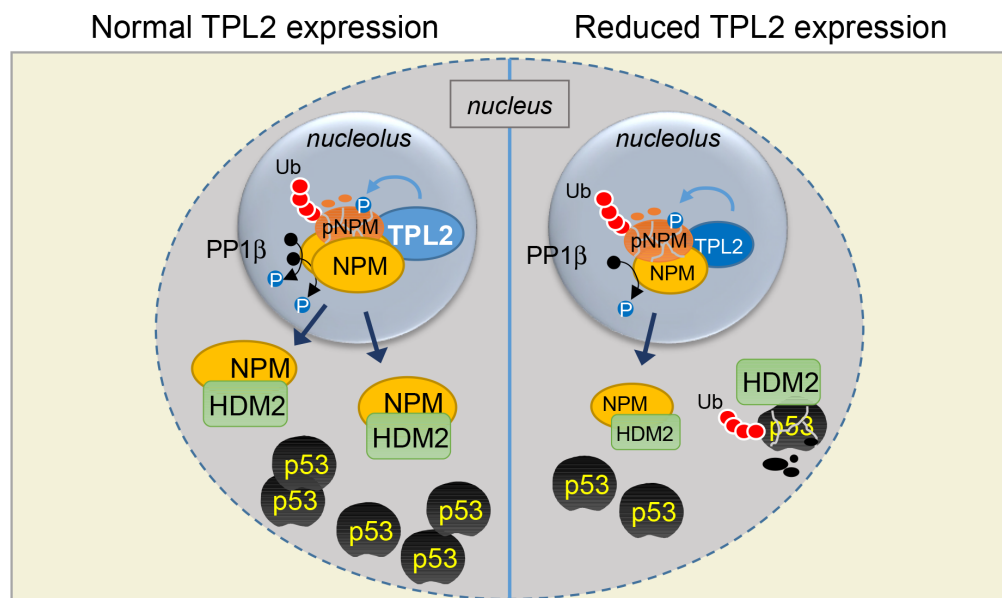 Normal TPL2 expression
Reduced TPL2 expression
nucleus
nucleolus
Ub
P
pNPM
TPL2
PP1β
NPM
P
P
NPM
HDM2
NPM
HDM2
p53
p53
p53
p53
p53
nucleolus
Ub
P
pNPM
TPL2
PP1β
NPM
P
NPM
HDM2
HDM2
Ub
p53
p53
p53